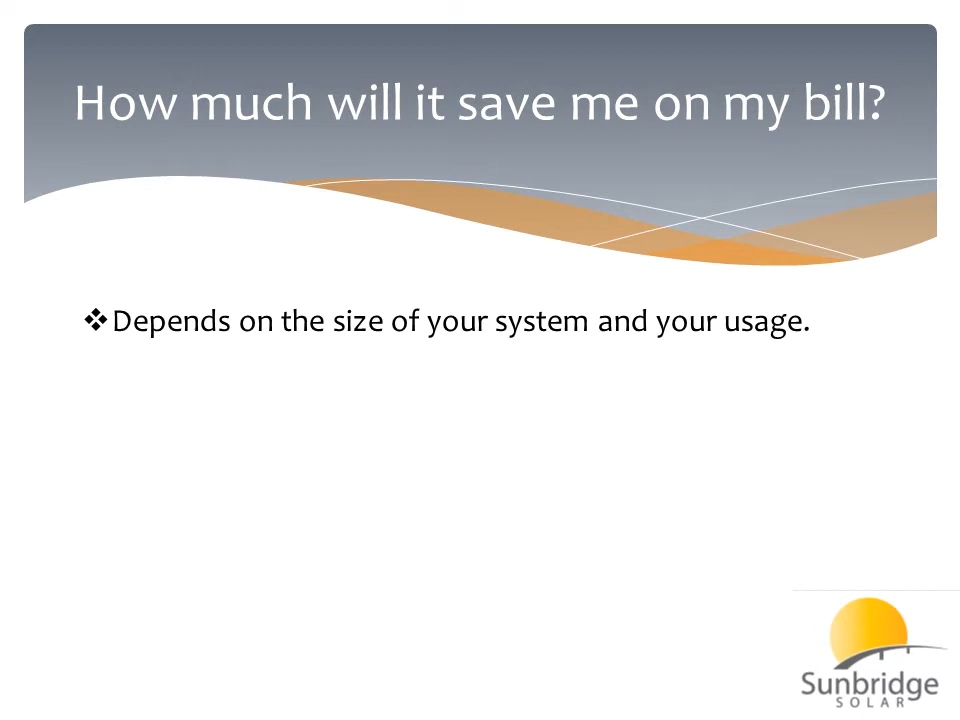 How much will it save me on my bill?
❖Depends on the size of your system and your usage.
Sunbridge
SOLAR